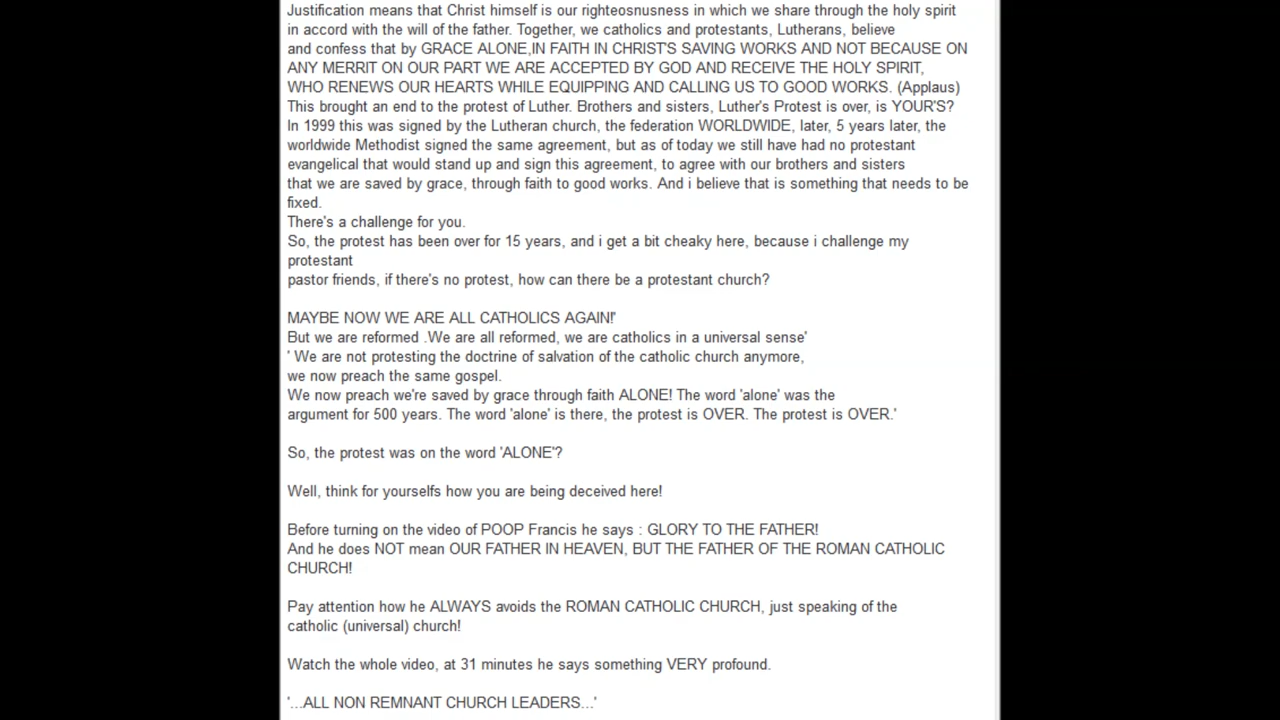 Justification means that Christ himself is our righteosnusness in which we share through the holy spirit
in accord with the will of the father. Together, we catholics and protestants, Lutherans, believe
and confess that by GRACE ALONE,IN FAITH IN CHRIST'S SAVING WORKS AND NOT BECAUSE ON
ANY MERRIT ON OUR PART WE ARE ACCEPTED BY GOD AND RECEIVE THE HOLY SPIRIT,
WHO RENEWS OUR HEARTS WHILE EQUIPPING AND CALLING US TO GOOD WORKS. (Applaus)
This brought an end to the protest of Luther. Brothers and sisters, Luther's Protest is over, is YOUR'S?
In 1999 this was signed by the Lutheran church, the federation WORLDWIDE, later, 5 years later, the
worldwide Methodist signed the same agreement, but as of today we still have had no protestant
evangelical that would stand up and sign this agreement, to agree with our brothers and sisters
that we are saved by grace, through faith to good works. And i believe that is something that needs to be
fixed.
There's a challenge for you.
So, the protest has been over for 15 years, and i get a bit cheaky here, because i challenge my
protestant
pastor friends, if there's no protest, how can there be a protestant church?
MAYBE NOW WE ARE ALL CATHOLICS AGAIN!'
But we are reformed .We are all reformed, we are catholics in a universal sense'
' We are not protesting the doctrine of salvation of the catholic church anymore,
we now preach the same gospel.
We now preach we're saved by grace through faith ALONE! The word 'alone' was the
argument for 500 years. The word 'alone' is there, the protest is OVER. The protest is OVER.'
So, the protest was on the word 'ALONE'?
Well, think for yourselfs how you are being deceived here!
Before turning on the video of POOP Francis he says : GLORY TO THE FATHER!
And he does NOT mean OUR FATHER IN HEAVEN, BUT THE FATHER OF THE ROMAN CATHOLIC
CHURCH!
Pay attention how he ALWAYS avoids the ROMAN CATHOLIC CHURCH, just speaking of the
catholic (universal) church!
Watch the whole video, at 31 minutes he says something VERY profound.
'...ALL NON REMNANT CHURCH LEADERS...'